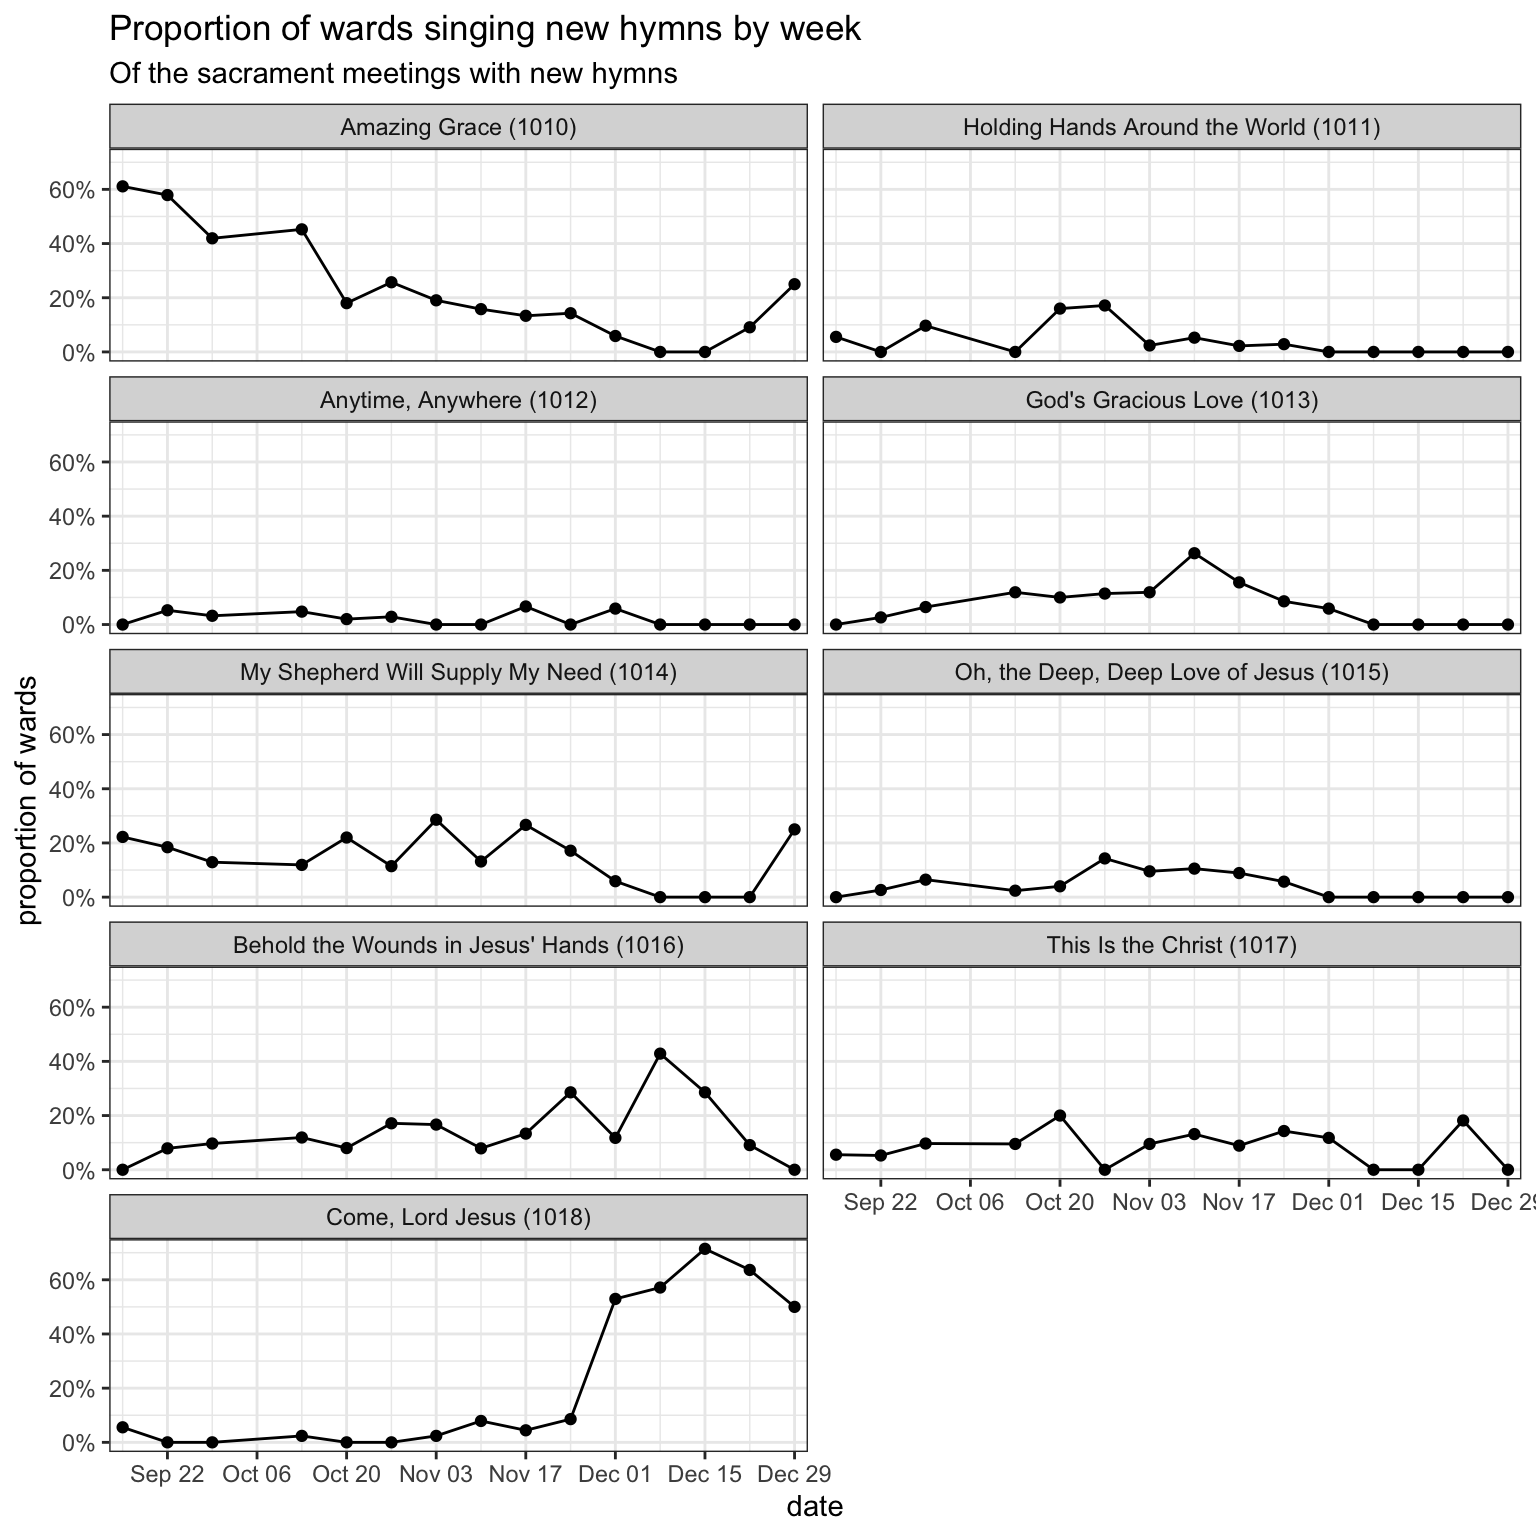 Proportion of wards singing new hymns by week
Of the sacrament meetings with new hymns
Amazing Grace (1010)
Holding Hands Around the World (1011)
60%
40%
20%
0%
Anytime, Anywhere (1012)
God's Gracious Love (1013)
60%
40%
20%
0%
My Shepherd Will Supply My Need (1014)
Oh, the Deep, Deep Love of Jesus (1015)
60%
40%
20%
0%
proportion of wards
Behold the Wounds in Jesus' Hands (1016)
This Is the Christ (1017)
60%
40%
20%
0%
Sep 22 Oct 06 Oct 20 Nov 03 Nov 17 Dec 01 Dec 15 Dec 29
Come, Lord Jesus (1018)
60%
40%
20%
0%
Sep 22 Oct 06 Oct 20 Nov 03 Nov 17 Dec 01 Dec 15 Dec 29
date